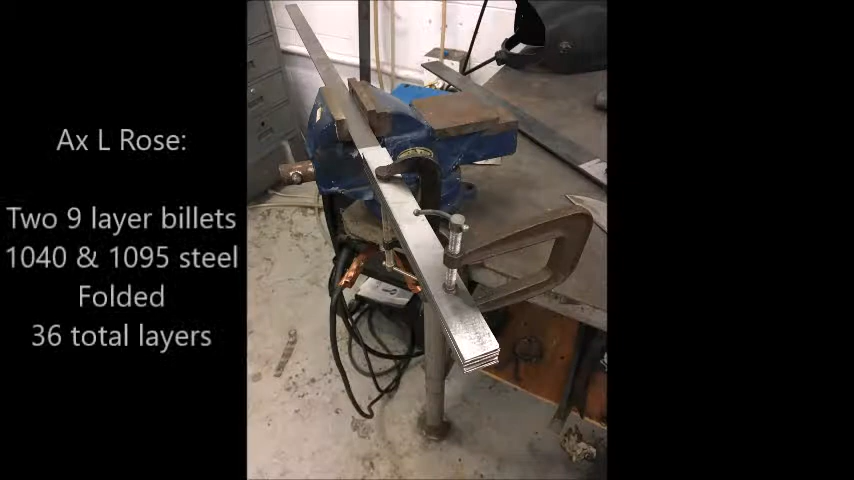 Ax L Rose:
Two 9 layer billets
1040 & 1095 steel
Folded
36 total layers